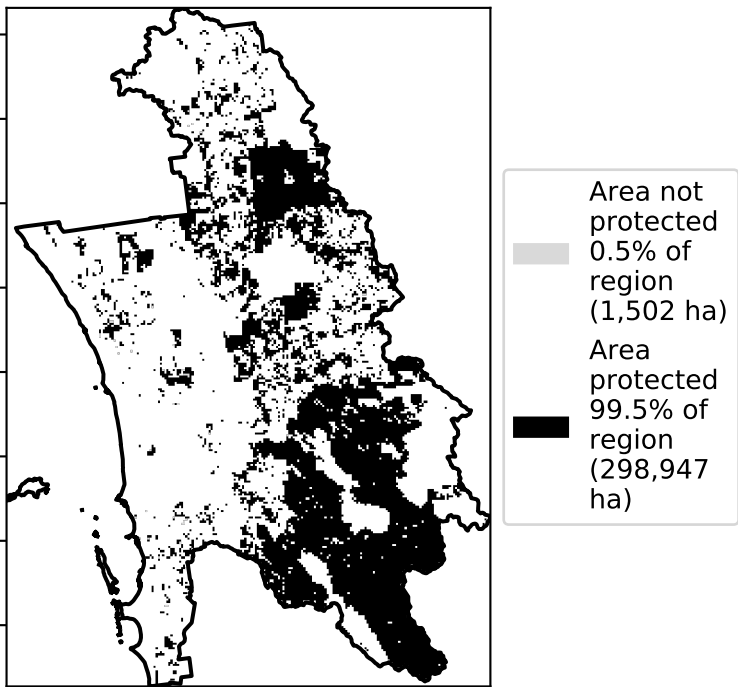 Area not
protected
0.5% of
region
(1,502 ha)
Area
protected
99.5% of
region
(298,947
ha)